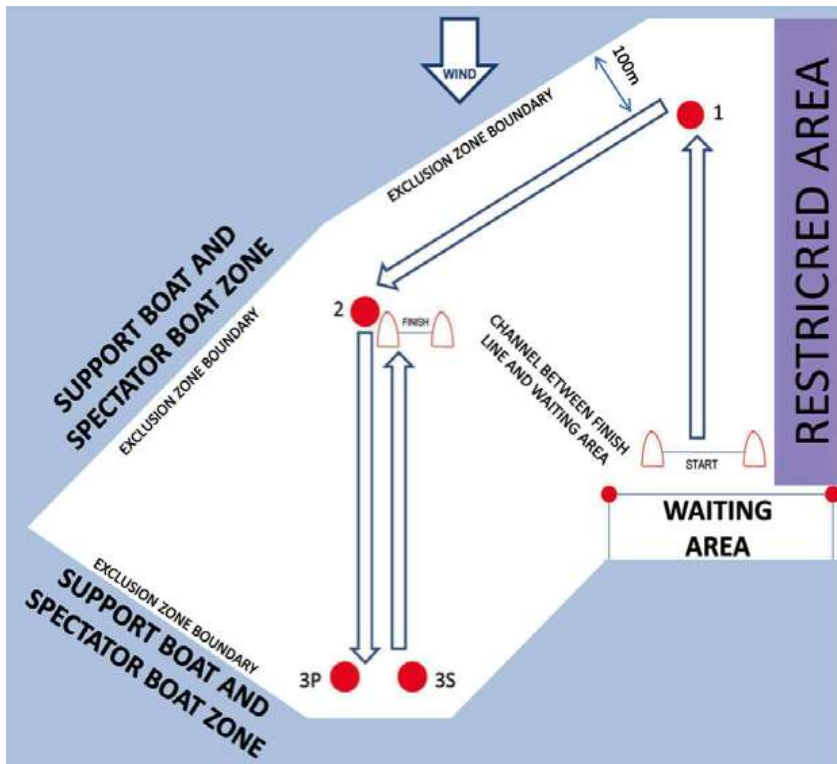 WIND
100m
1
EXCLUSION ZONE BOUNDARY
RESTRICRED AREA
SUPPORT BOAT AND
SPECTATOR BOAT ZONE
EXCLUSION ZONE BOUNDARY
2
FINISH
CHANNEL BETWEEN FINISH
LINE AND WAITING AREA
START
WAITING
AREA
EXCLUSION ZONE BOUNDARY
SUPPORT BOAT AND
SPECTATOR BOAT ZONE
3P
3S